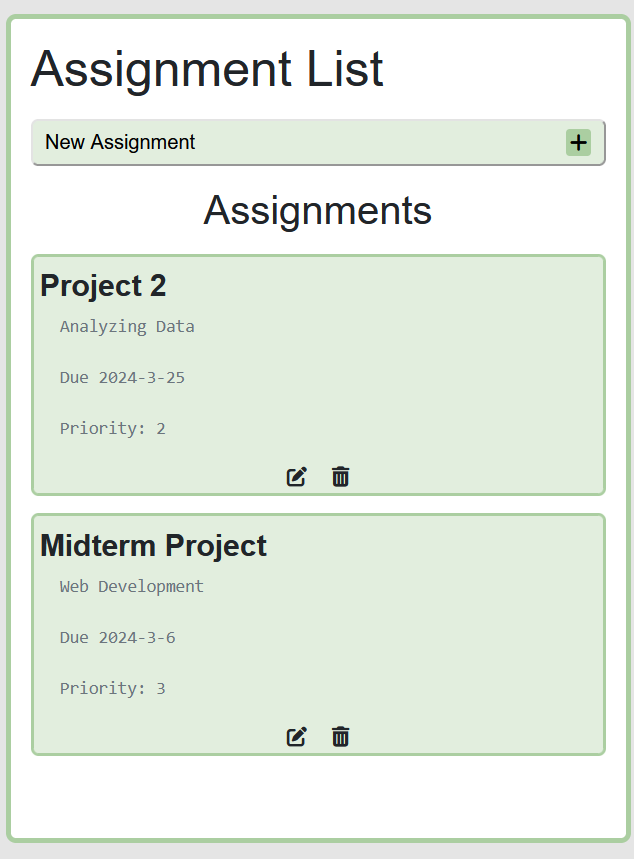 Assignment List
New Assignment
Assignments
Project 2
Analyzing Data
Due 2024-3-25
Priority: 2
Midterm Project
Web Development
Due 2024-3-6
Priority: 3